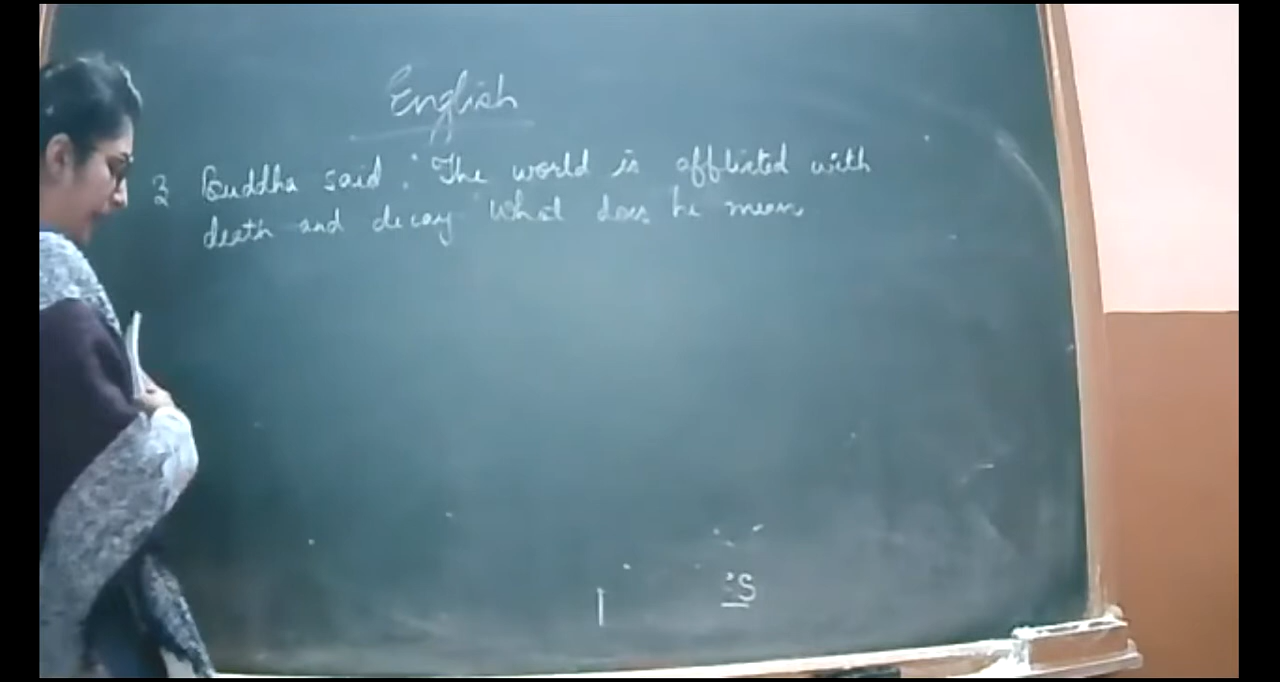 English
3 Buddha said. "The world is afflicted with
death and decay" What does he mean